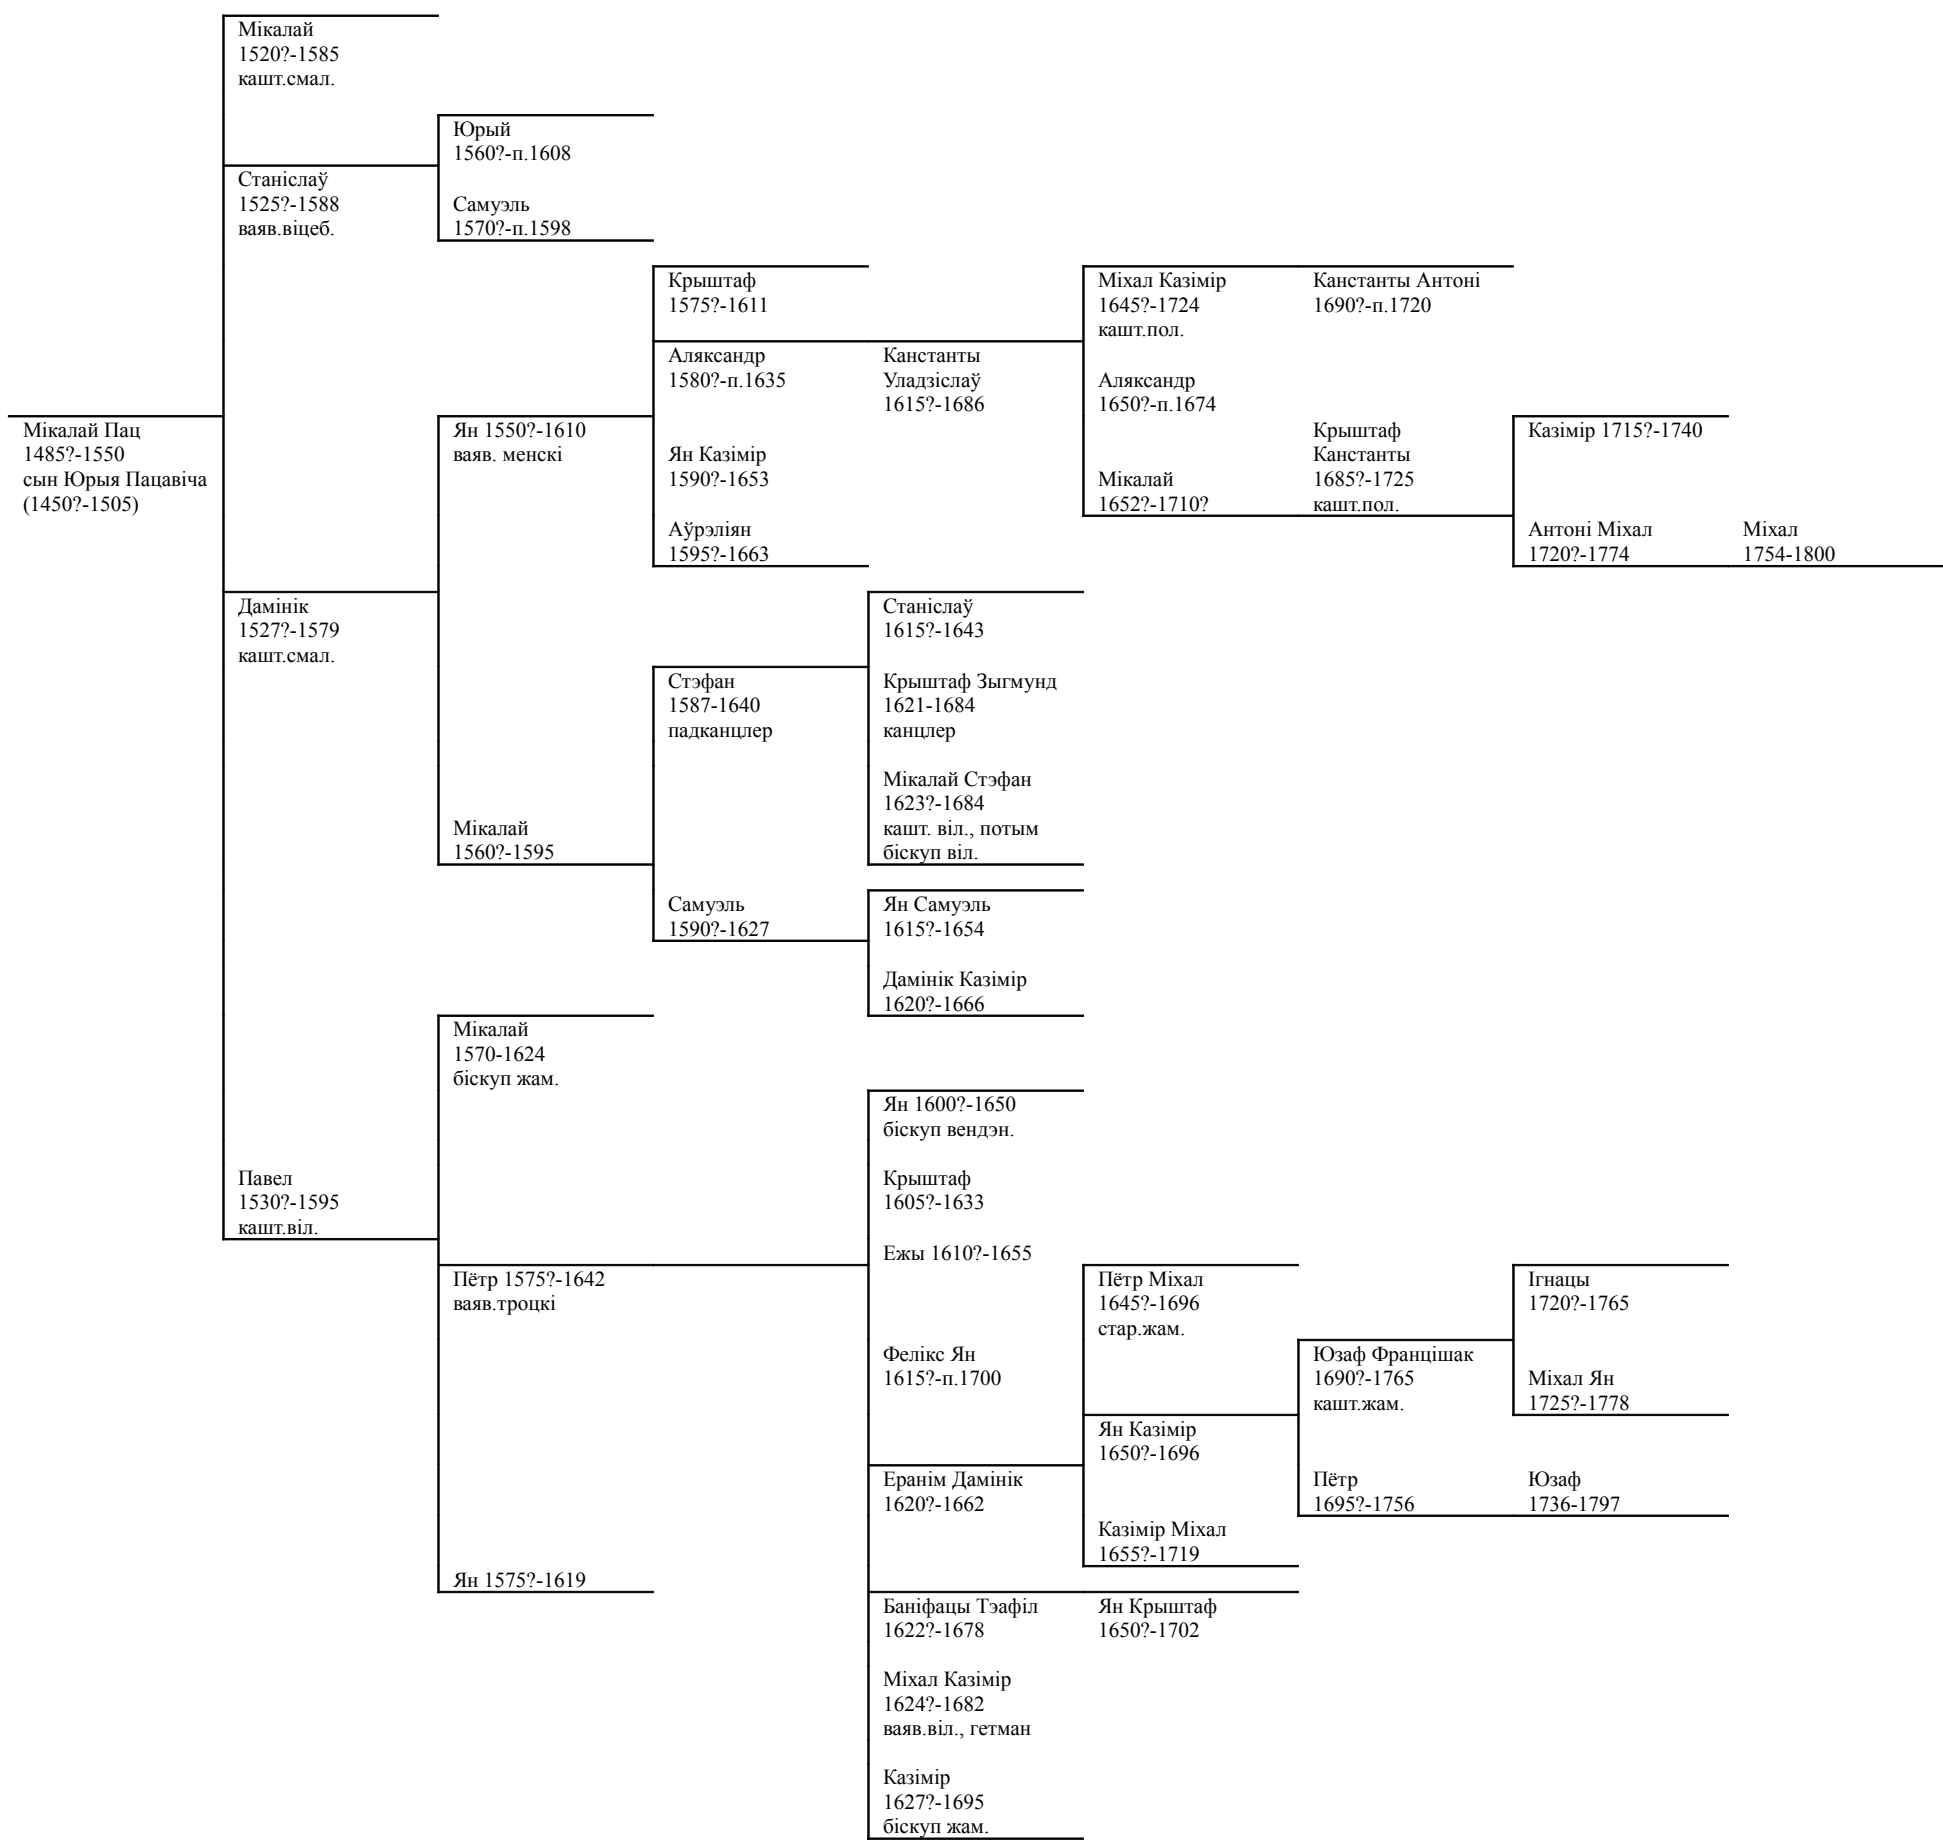 Мікалай Пац
1485?-1550
сын Юрыя Пацавіча
(1450?-1505)
Мікалай
1520?-1585
кашт.смал.
Станіслаў
1525?-1588
ваяв.віцеб.
Дамінік
1527?-1579
кашт.смал.
Павел
1530?-1595
кашт.віл.
Юрый
1560?-п.1608
Самуэль
1570?-п.1598
Ян 1550?-1610
ваяв. менскі
Мікалай
1560?-1595
Мікалай
1570-1624
біскуп жам.
Пётр 1575?-1642
ваяв.троцкі
Ян 1575?-1619
Крыштаф
1575?-1611
Аляксандр
1580?-п.1635
Ян Казімір
1590?-1653
Аўрэліян
1595?-1663
Стэфан
1587-1640
падканцлер
Самуэль
1590?-1627
Канстанты
Уладзіслаў
1615?-1686
Станіслаў
1615?-1643
Крыштаф Зыгмунд
1621-1684
канцлер
Мікалай Стэфан
1623?-1684
кашт. віл., потым
біскуп віл.
Ян Самуэль
1615?-1654
Дамінік Казімір
1620?-1666
Ян 1600?-1650
біскуп вендэн.
Крыштаф
1605?-1633
Ежы 1610?-1655
Фелікс Ян
1615?-п.1700
Еранім Дамінік
1620?-1662
Баніфацы Тэафіл
1622?-1678
Міхал Казімір
1624?-1682
ваяв.віл., гетман
Казімір
1627?-1695
біскуп жам.
Міхал Казімір
1645?-1724
кашт.пол.
Аляксандр
1650?-п.1674
Мікалай
1652?-1710?
Пётр Міхал
1645?-1696
стар.жам.
Ян Казімір
1650?-1696
Казімір Міхал
1655?-1719
Ян Крыштаф
1650?-1702
Канстанты Антоні
1690?-п.1720
Крыштаф
Канстанты
1685?-1725
кашт.пол.
Юзаф Францішак
1690?-1765
кашт.жам.
Пётр
1695?-1756
Казімір 1715?-1740
Антоні Міхал
1720?-1774
Ігнацы
1720?-1765
Міхал Ян
1725?-1778
Юзаф
1736-1797
Міхал
1754-1800